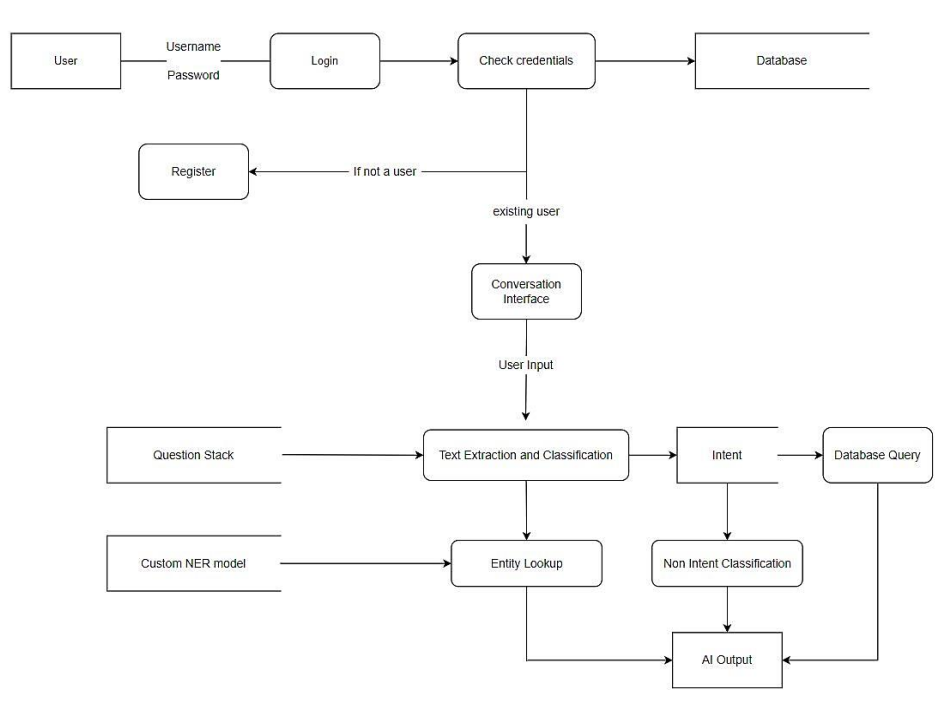 Username
User
Login
Check credentials
Database
Password
Register
If not a user
existing user
Conversation
Interface
User Input
Question Stack
Text Extraction and Classification
Intent
Database Query
Custom NER model
Entity Lookup
Non Intent Classification
AI Output